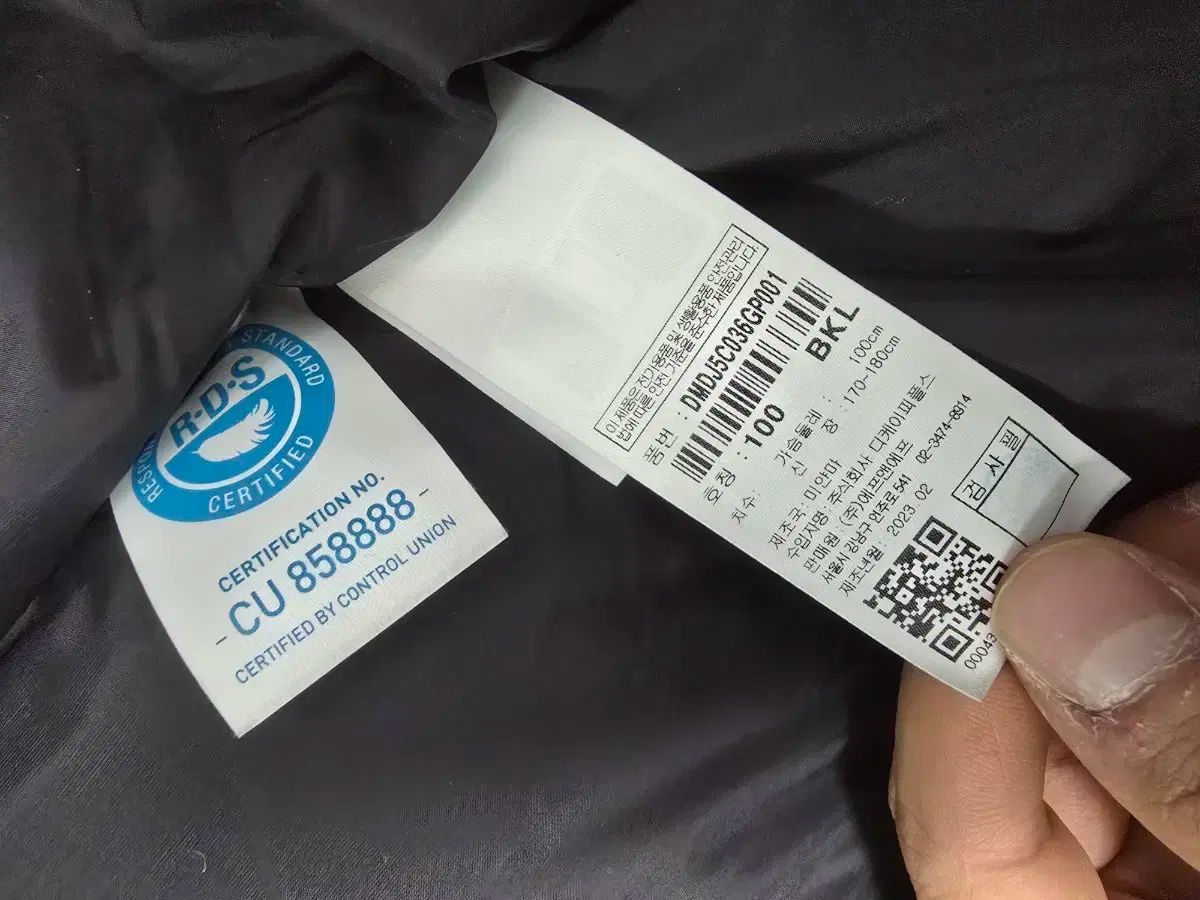 STANDARD
R·D·S
CERTIFIED
CERTIFICATION NO.
- CU 858888 -
CERTIFIED BY CONTROL UNION
이 제품은 전기용품 및 생활용품 안전관리
법에 따른 안전기준을 준수한 제품입니다.
품번 : DMDJ5C036GP001
호칭 : 100 BKL
치수: 가슴둘레 : 100cm
신 장 : 170-180cm
제조국: 미얀마
수입자명: 주식회사 디케이피플스
판매원: (주)에프앤에프 02-3474-8914
서울시 강남구 언주로 541
제조년월: 2023 02
검사필
00043